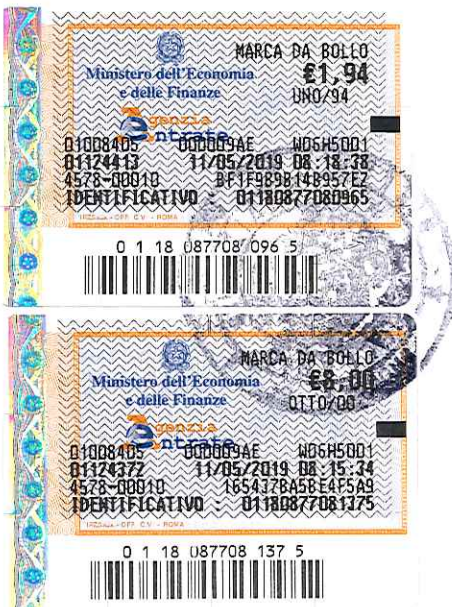 MARCA DA BOLLO
Ministero dell'Economia
e delle Finanze
€1,94
UNO/94
Agenzia
Entrate
01008405 000009AE W06H5001
01124413 11/05/2019 08:18:38
4578-00010 BF1F9B9814B957EZ
IDENTIFICATIVO : 01180877080965
0 1 18 087708 096 5
MARCA DA BOLLO
Ministero dell'Economia
e delle Finanze
€8,00
OTTO/00
Agenzia
Entrate
01008405 000009AE W06H5001
01124372 11/05/2019 08:15:34
4578-00010 165437BA5BE4F5A9
IDENTIFICATIVO : 01180877081375
0 1 18 087708 137 5